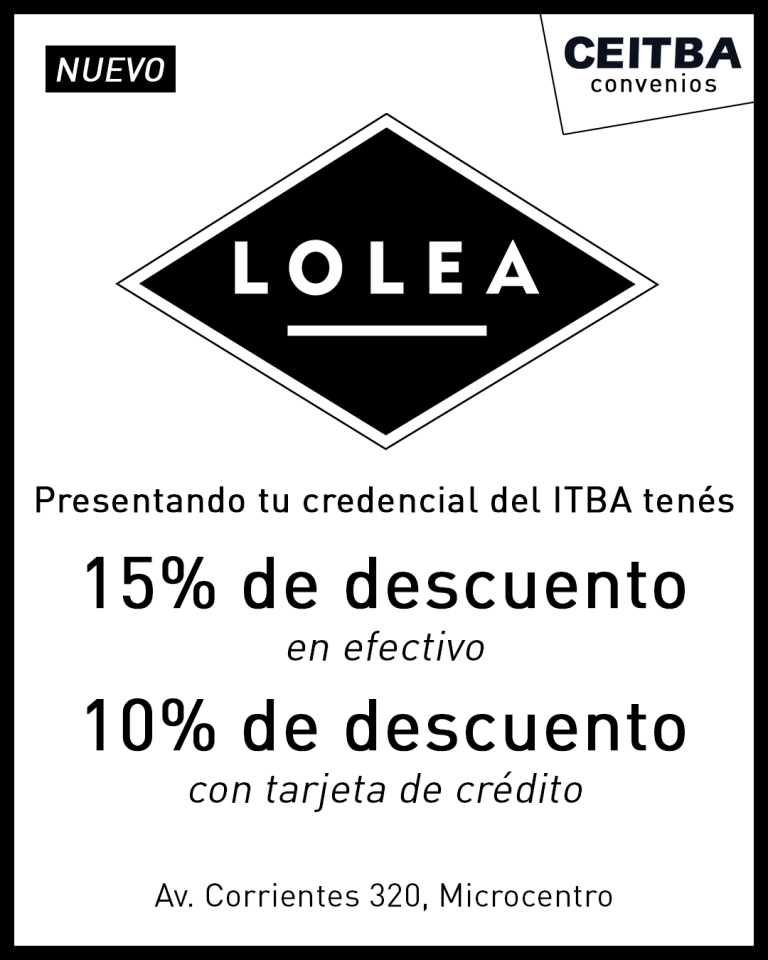 NUEVO
CEITBA
convenios
LOLEA
Presentando tu credencial del ITBA tenés
15% de descuento
en efectivo
10% de descuento
con tarjeta de crédito
Av. Corrientes 320, Microcentro